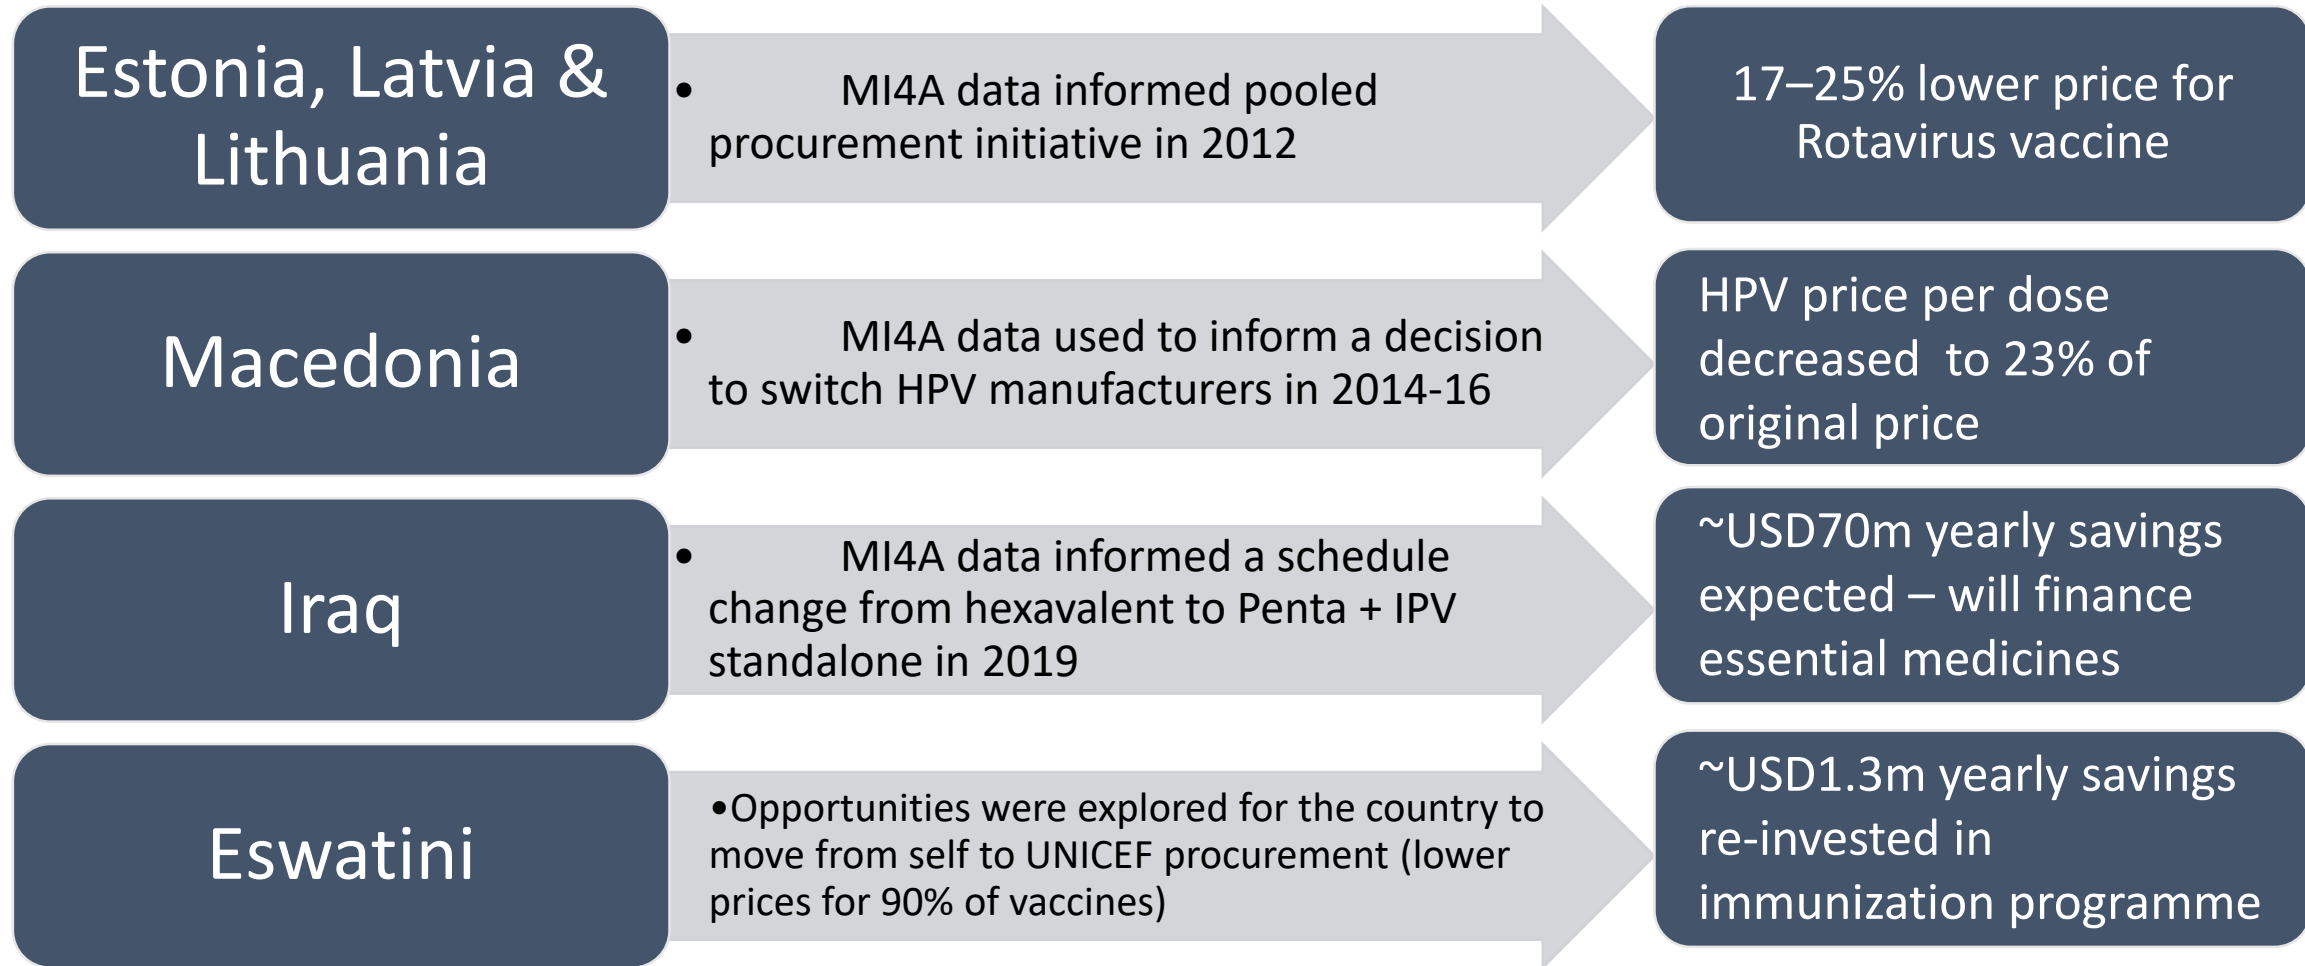 Estonia, Latvia &
Lithuania
• MI4A data informed pooled
procurement initiative in 2012
17–25% lower price for
Rotavirus vaccine
Macedonia
• MI4A data used to inform a decision
to switch HPV manufacturers in 2014-16
HPV price per dose
decreased to 23% of
original price
Iraq
• MI4A data informed a schedule
change from hexavalent to Penta + IPV
standalone in 2019
~USD70m yearly savings
expected – will finance
essential medicines
Eswatini
•Opportunities were explored for the country to
move from self to UNICEF procurement (lower
prices for 90% of vaccines)
~USD1.3m yearly savings
re-invested in
immunization programme